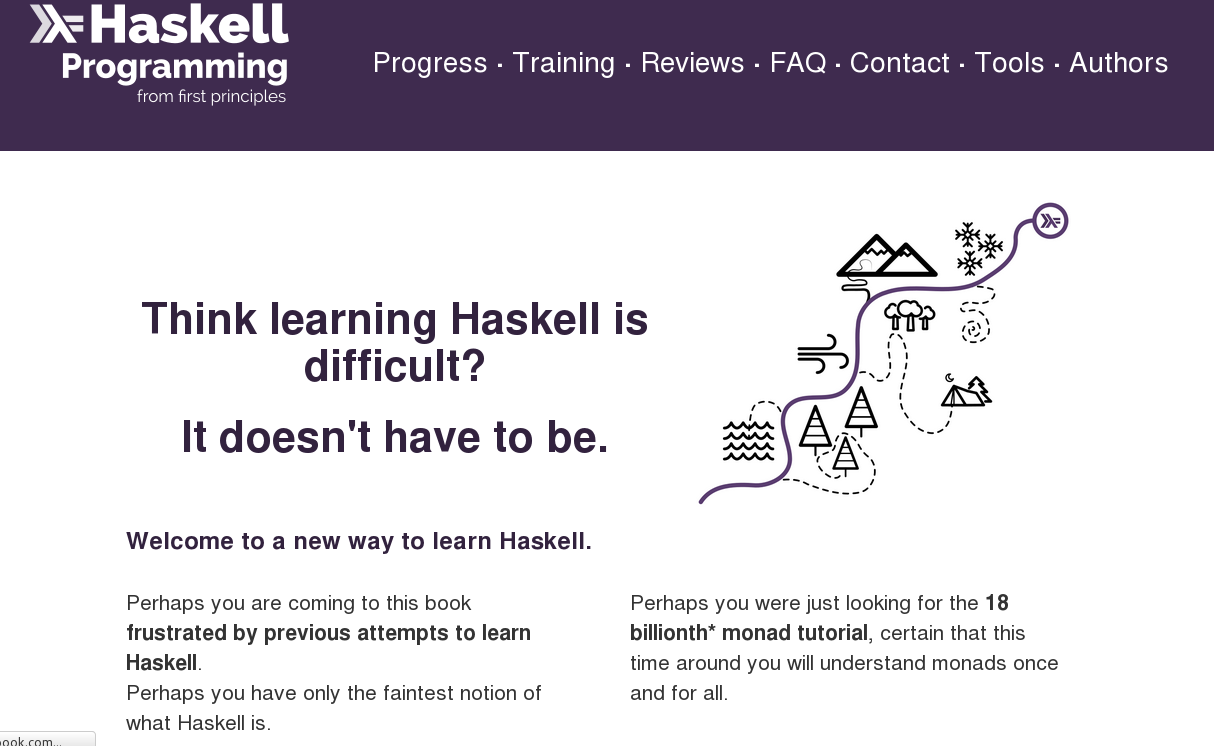 Haskell
Programming
from first principles
Progress · Training · Reviews · FAQ · Contact · Tools · Authors
Think learning Haskell is
difficult?
It doesn't have to be.
Welcome to a new way to learn Haskell.
Perhaps you are coming to this book
frustrated by previous attempts to learn
Haskell.
Perhaps you have only the faintest notion of
what Haskell is.
Perhaps you were just looking for the 18
billionth* monad tutorial, certain that this
time around you will understand monads once
and for all.
ook.com...